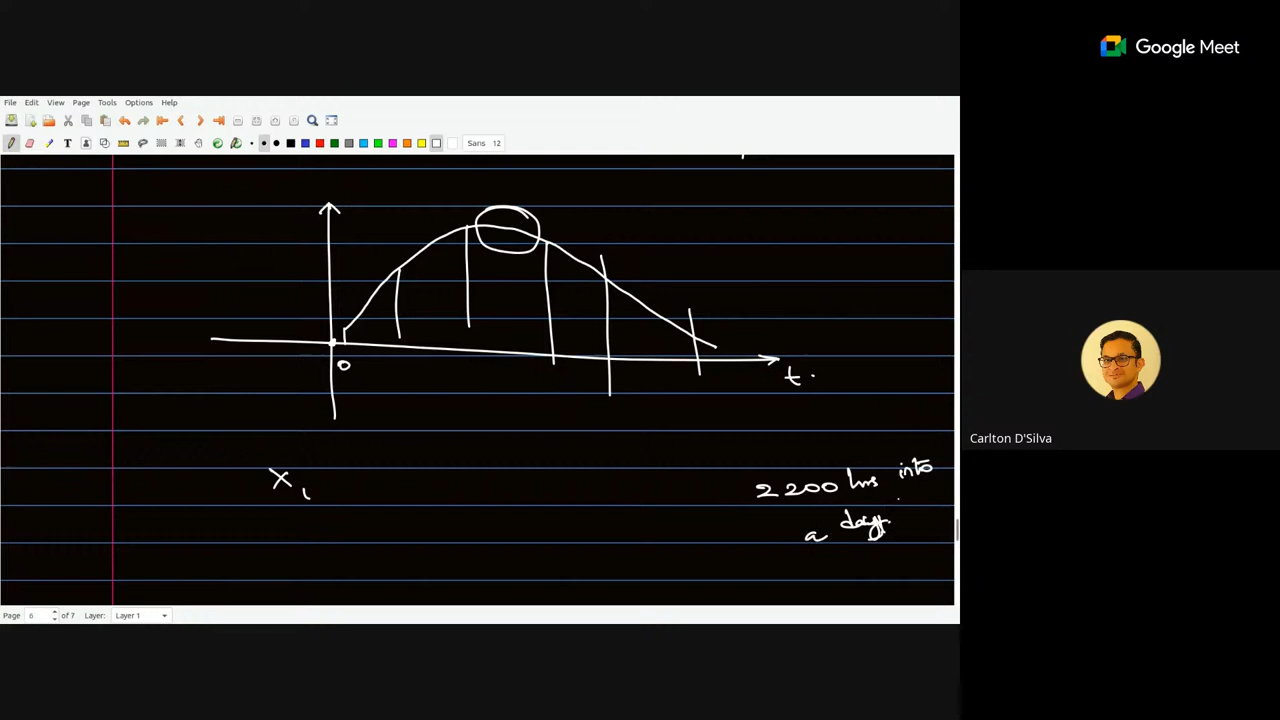 Google Meet
File Edit View Page Tools Options Help
T Sans 12
0
t
X
2200 hrs into
a day.
Carlton D'Silva
Page 6 of 7 Layer: Layer 1